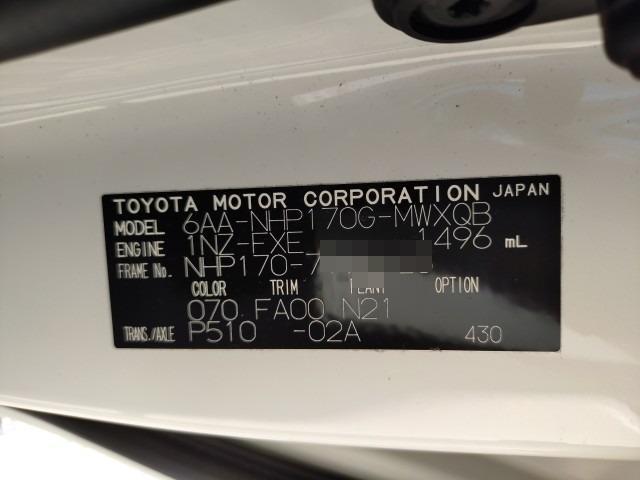 TOYOTA MOTOR CORPORATION JAPAN
MODEL 6AA-NHP170G-MWXQB
ENGINE 1NZ-FXE 1496 mL
FRAME No. NHP170-7
COLOR TRIM PLANT OPTION
070 FA00 N21
TRANS./AXLE P510 -02A 430